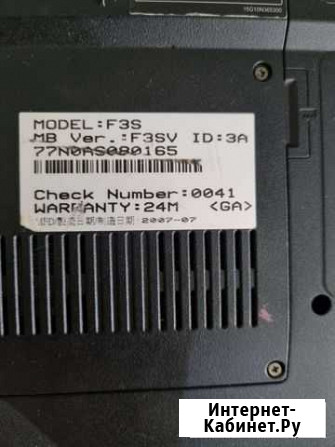 MODEL:F3S
MB Ver.:F3SV ID:3A
77N0AS080165
Check Number:0041
WARRANTY:24M <GA>
2007-07
Интернет-
Кабинет.Ру